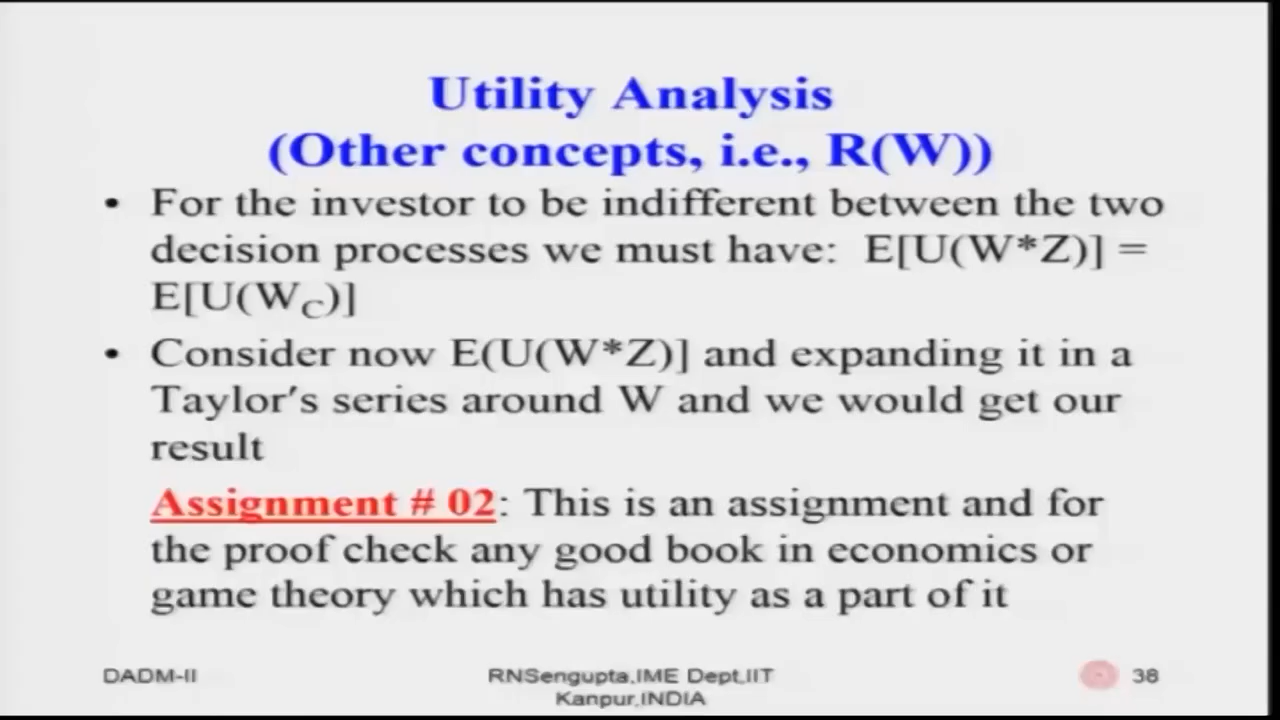 Utility Analysis
(Other concepts, i.e., R(W))
• For the investor to be indifferent between the two
decision processes we must have: E[U(W*Z)] =
E[U(W_C)]
• Consider now E(U(W*Z)] and expanding it in a
Taylor's series around W and we would get our
result
Assignment # 02: This is an assignment and for
the proof check any good book in economics or
game theory which has utility as a part of it
DADM-II
RNSengupta,IME Dept,IIT
Kanpur,INDIA
38